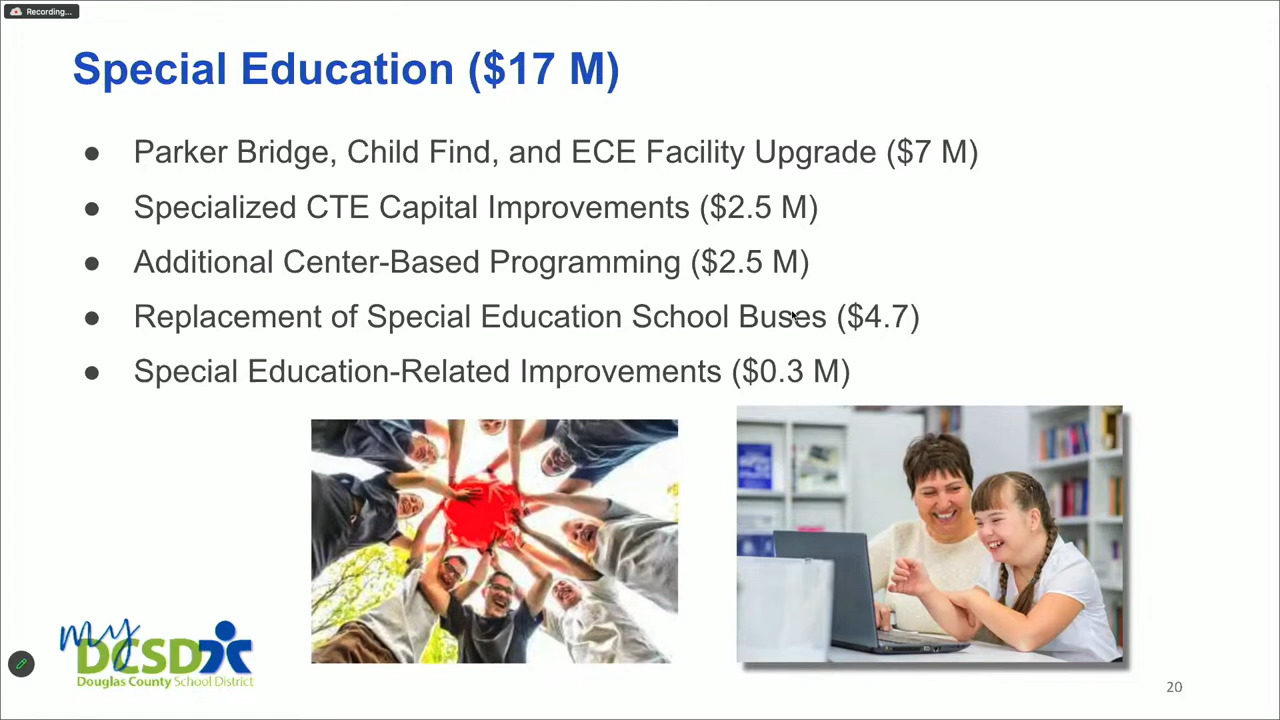 Recording...
Special Education ($17 M)
● Parker Bridge, Child Find, and ECE Facility Upgrade ($7 M)
● Specialized CTE Capital Improvements ($2.5 M)
● Additional Center-Based Programming ($2.5 M)
● Replacement of Special Education School Buses ($4.7)
● Special Education-Related Improvements ($0.3 M)
my
DCSD
Douglas County School District
20